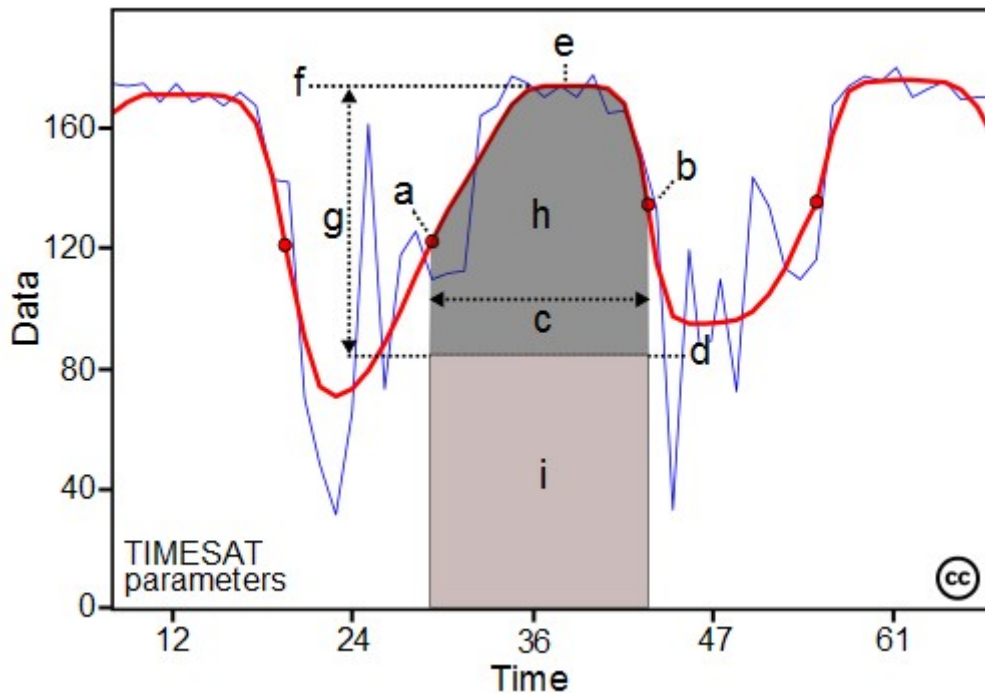 e
f
160
b
a
g
h
120
Data
c
80
d
40
i
TIMESAT
parameters
cc
0
12 24 36 47 61
Time